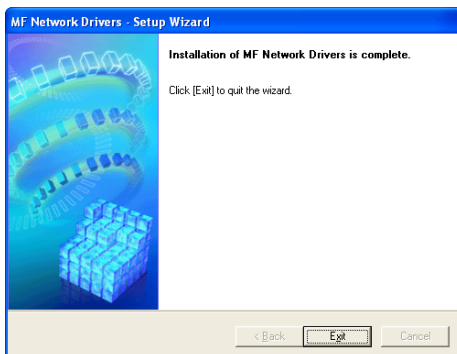 MF Network Drivers - Setup Wizard
Installation of MF Network Drivers is complete.
Click [Exit] to quit the wizard.
< Back
Exit
Cancel